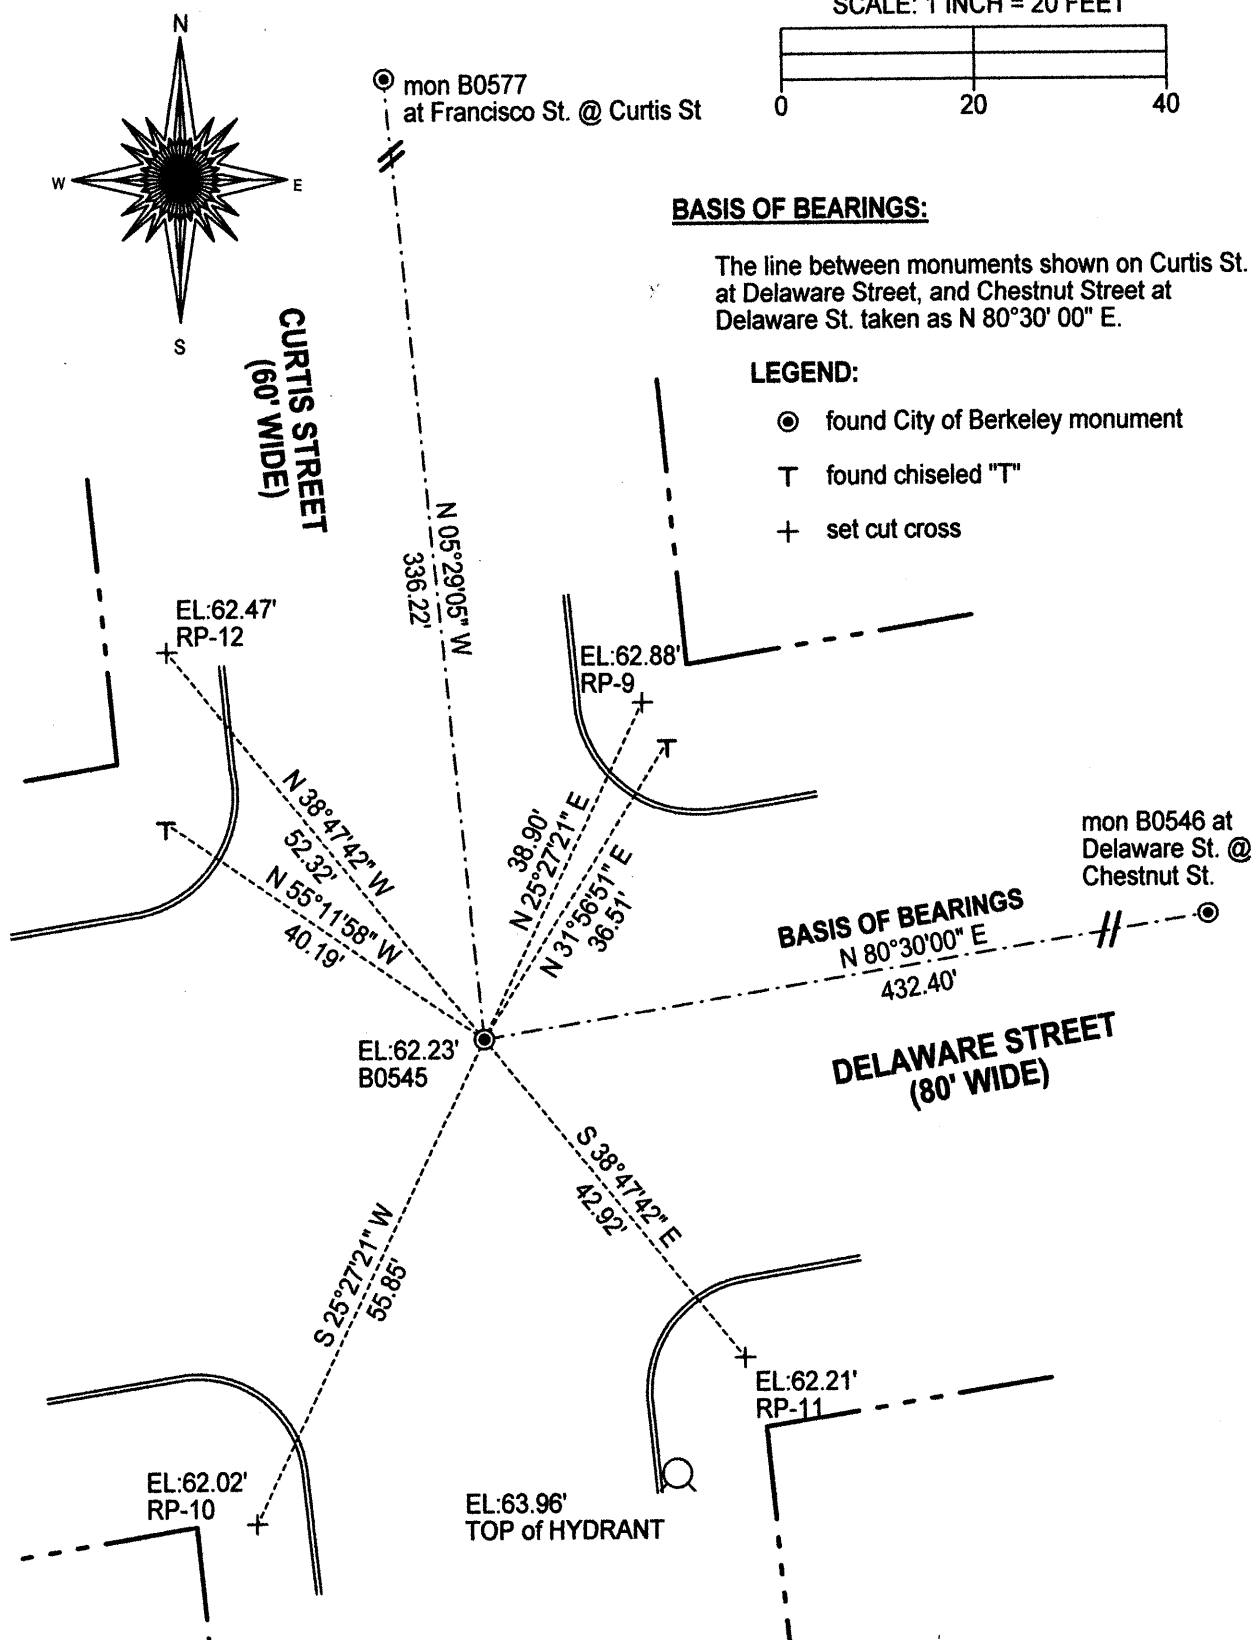 SCALE: 1 INCH = 20 FEET
0 20 40
N
W E
S
mon B0577
at Francisco St. @ Curtis St
BASIS OF BEARINGS:
The line between monuments shown on Curtis St.
at Delaware Street, and Chestnut Street at
Delaware St. taken as N 80°30' 00" E.
LEGEND:
found City of Berkeley monument
found chiseled "T"
set cut cross
CURTIS STREET
(60' WIDE)
N 05°29'05" W
336.22'
EL:62.47'
RP-12
EL:62.88'
RP-9
N 38°47'42" W
52.32'
N 55°11'58" W
40.19'
38.90'
N 25°27'21" E
N 31°56'51" E
36.51'
mon B0546 at
Delaware St. @
Chestnut St.
BASIS OF BEARINGS
N 80°30'00" E
432.40'
DELAWARE STREET
(80' WIDE)
EL:62.23'
B0545
S 38°47'42" E
42.92'
S 25°27'21" W
55.85'
EL:62.21'
RP-11
EL:62.02'
RP-10
EL:63.96'
TOP of HYDRANT